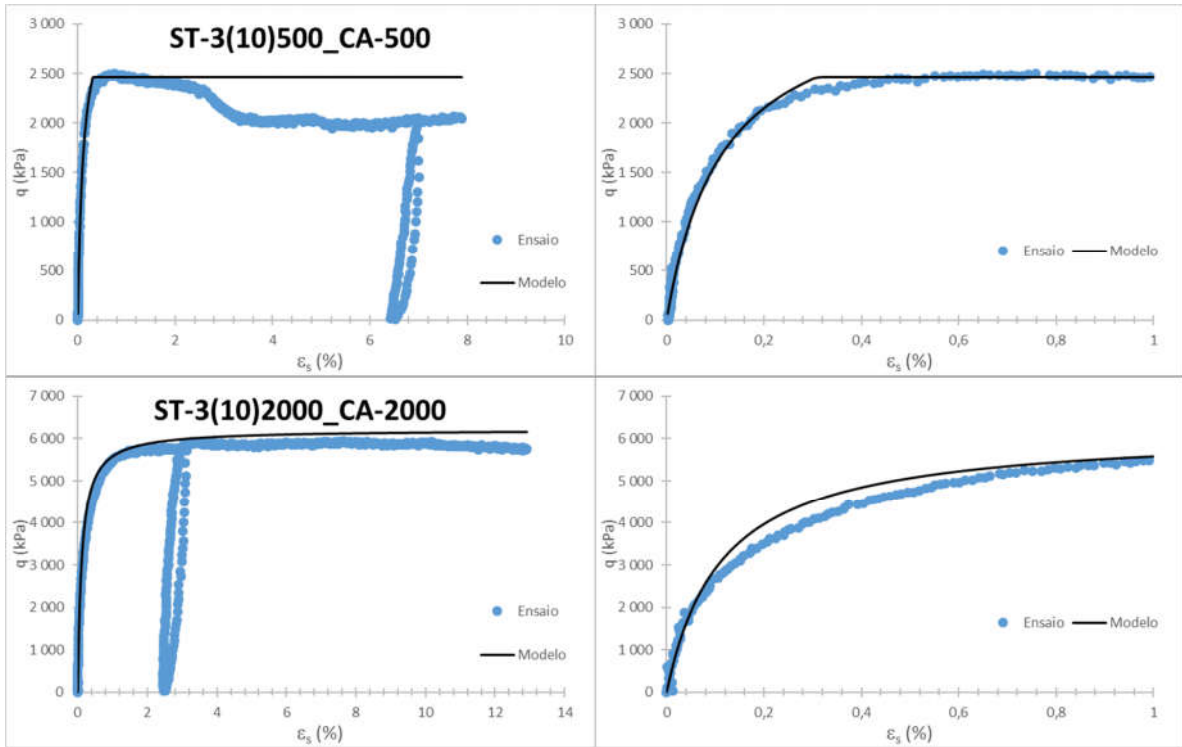 ST-3(10)500_CA-500
3 000
2 500
2 000
1 500
1 000
500
0
q (kPa)
Ensaio
Modelo
0 2 4 6 8 10
εs (%)
3 000
2 500
2 000
1 500
1 000
500
0
q (kPa)
Ensaio Modelo
0 0,2 0,4 0,6 0,8 1
εs (%)
ST-3(10)2000_CA-2000
7 000
6 000
5 000
4 000
3 000
2 000
1 000
0
q (kPa)
Ensaio
Modelo
0 2 4 6 8 10 12 14
εs (%)
7 000
6 000
5 000
4 000
3 000
2 000
1 000
0
q (kPa)
Ensaio Modelo
0 0,2 0,4 0,6 0,8 1
εs (%)